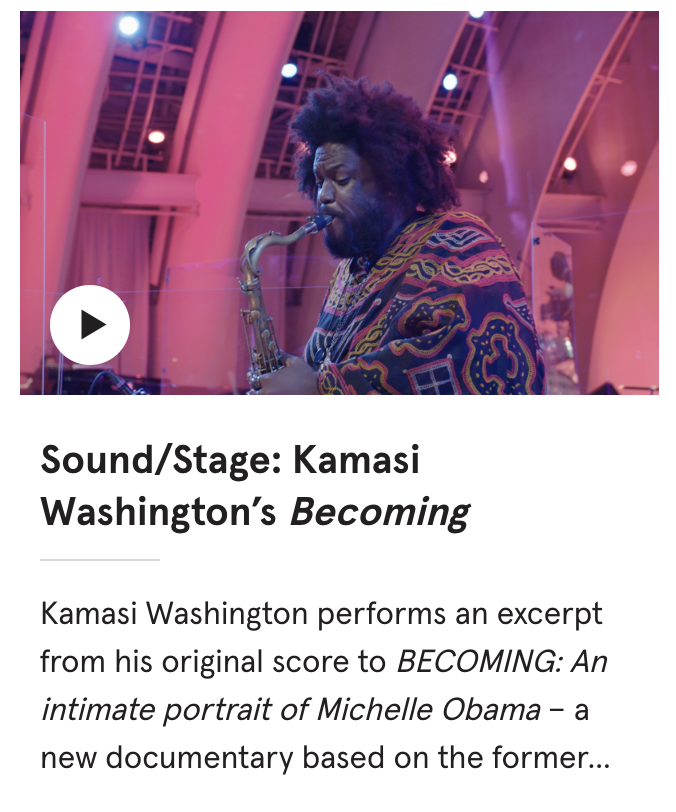 Sound/Stage: Kamasi
Washington’s Becoming
Kamasi Washington performs an excerpt
from his original score to BECOMING: An
intimate portrait of Michelle Obama – a
new documentary based on the former...